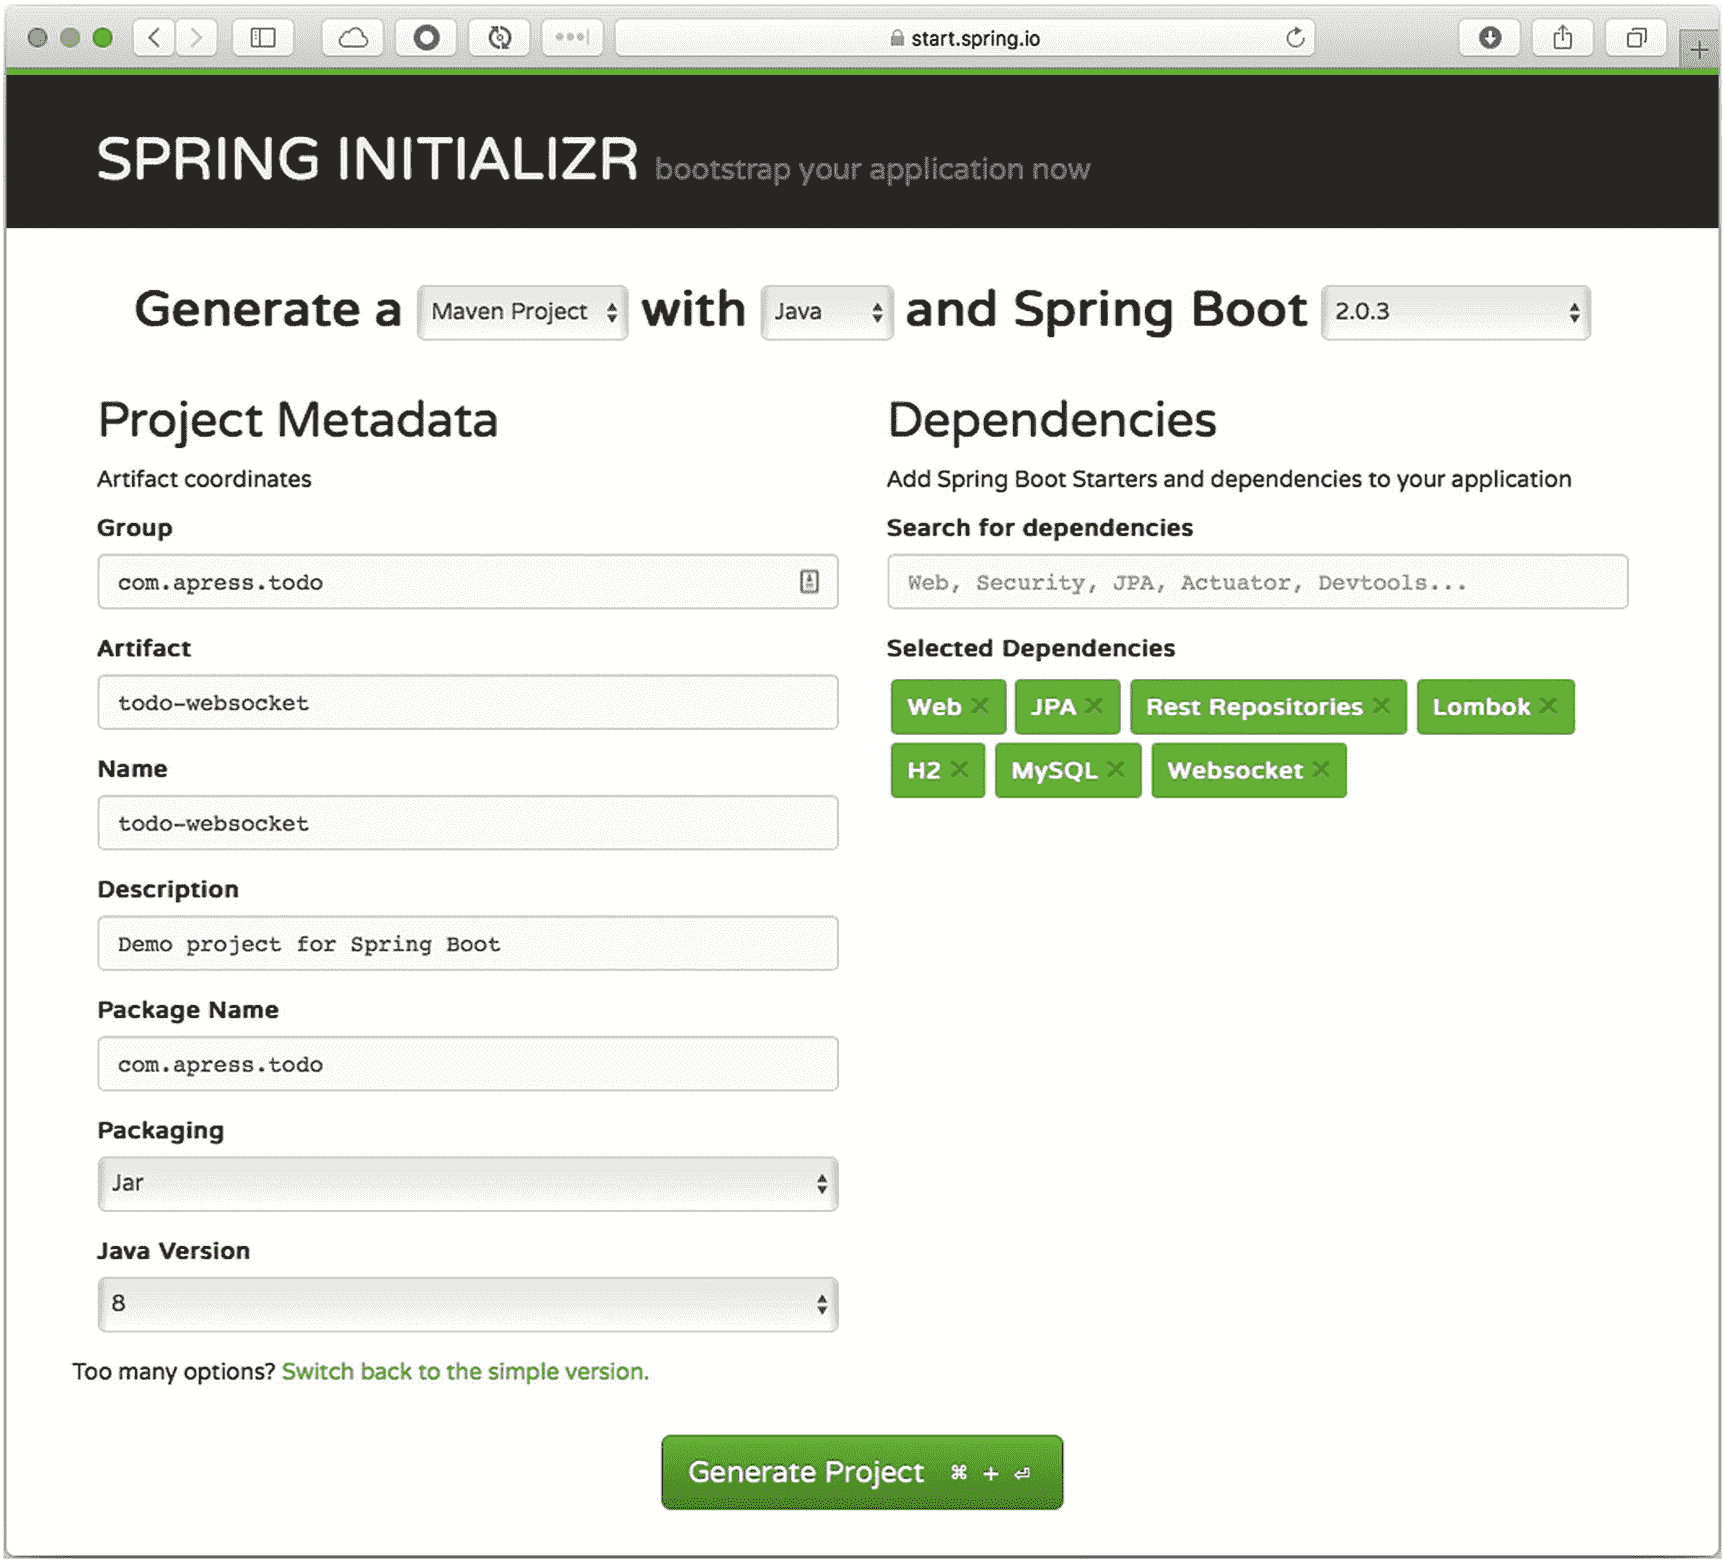 start.spring.io
SPRING INITIALIZR bootstrap your application now
Generate a Maven Project with Java and Spring Boot 2.0.3
Project Metadata
Artifact coordinates
Group
com.apress.todo
Artifact
todo-websocket
Name
todo-websocket
Description
Demo project for Spring Boot
Package Name
com.apress.todo
Packaging
Jar
Java Version
8
Dependencies
Add Spring Boot Starters and dependencies to your application
Search for dependencies
Web, Security, JPA, Actuator, Devtools...
Selected Dependencies
Web × JPA × Rest Repositories × Lombok ×
H2 × MySQL × Websocket ×
Too many options? Switch back to the simple version.
Generate Project ⌘ + ⏎